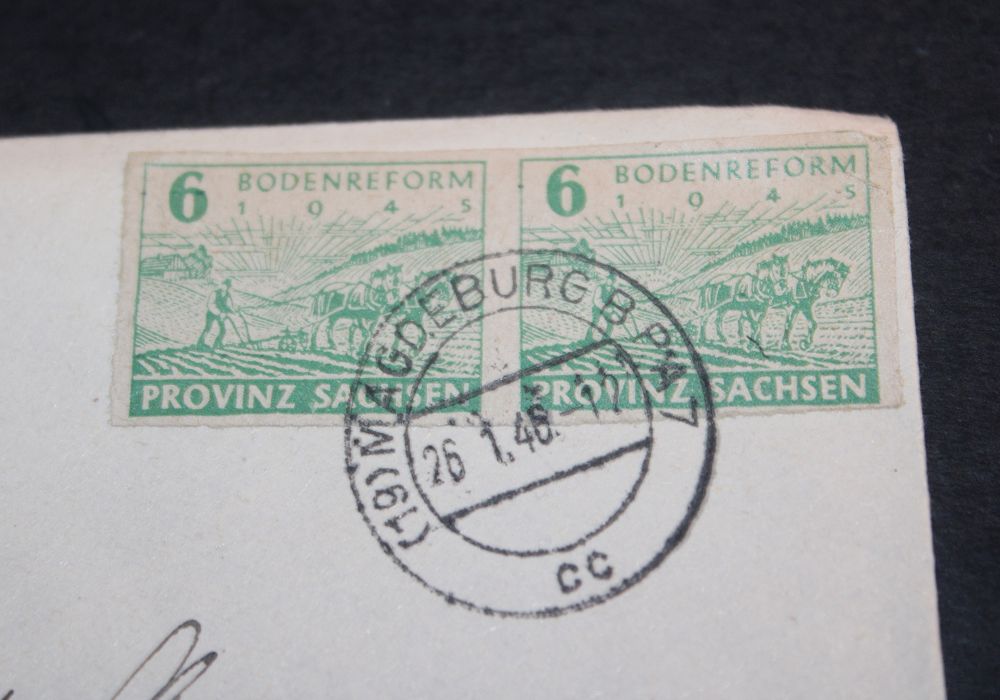 6 BODENREFORM
1 9 4 5
PROVINZ SACHSEN
6 BODENREFORM
1 9 4 5
PROVINZ SACHSEN
(19) MAGDEBURG B P.A. 7
26. 1. 46.
cc